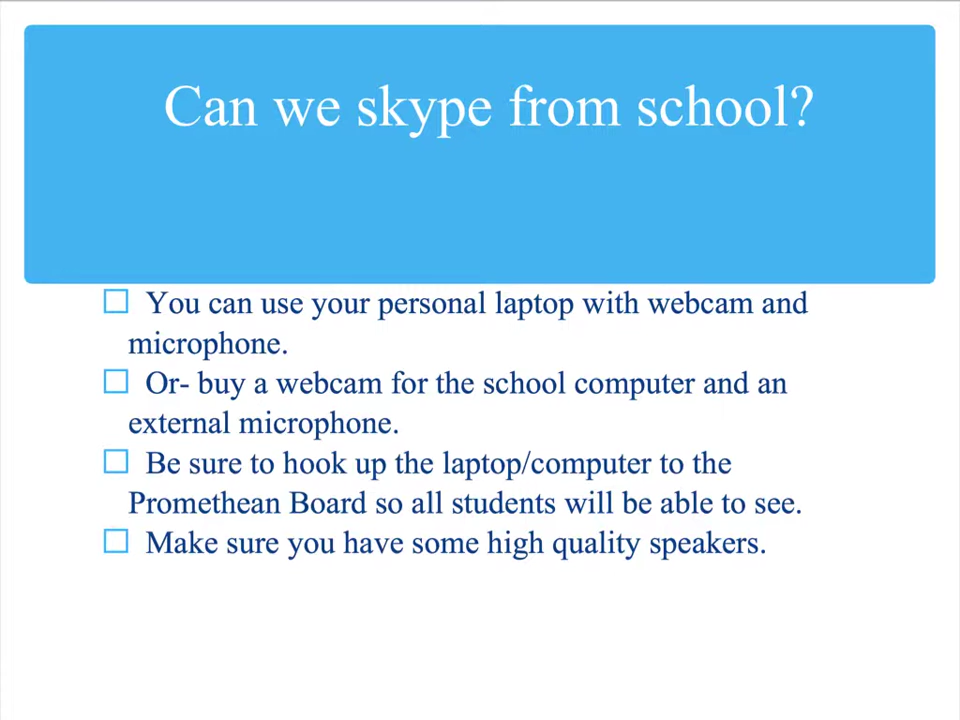 Can we skype from school?
You can use your personal laptop with webcam and
microphone.
Or- buy a webcam for the school computer and an
external microphone.
Be sure to hook up the laptop/computer to the
Promethean Board so all students will be able to see.
Make sure you have some high quality speakers.